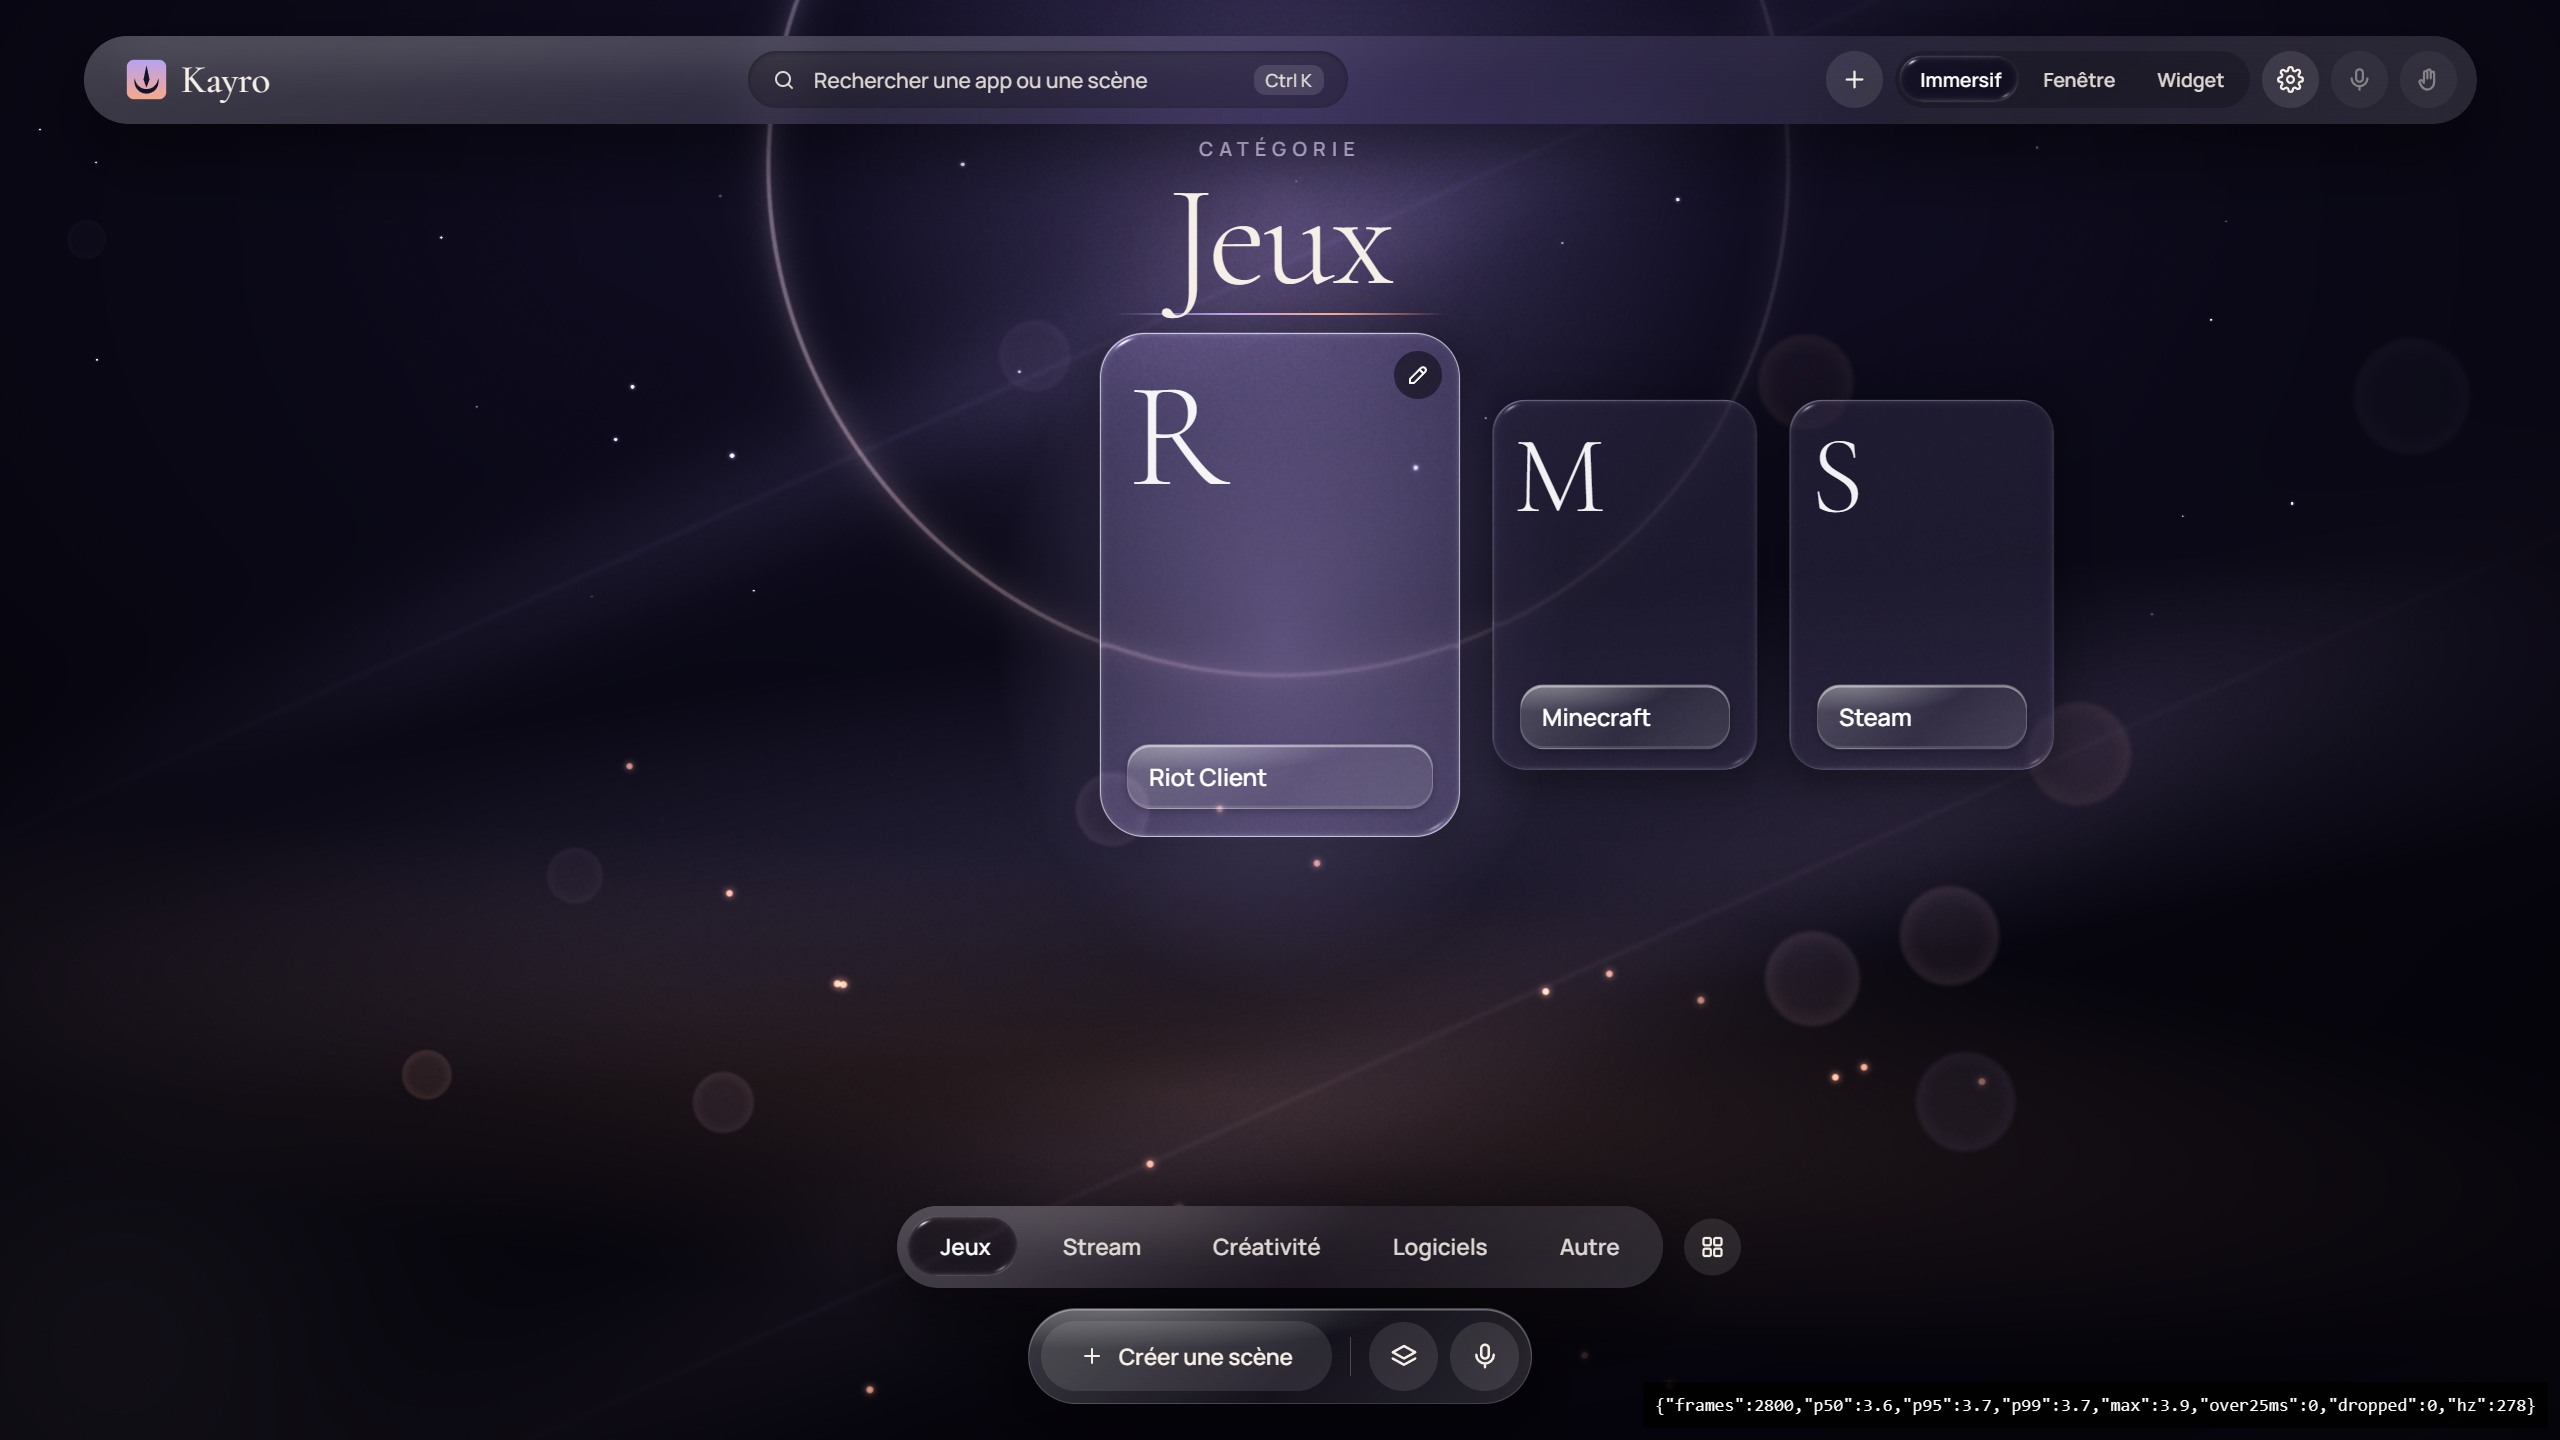 Kayro
Rechercher une app ou une scène
Ctrl K
Immersif
Fenêtre
Widget
CATÉGORIE
Jeux
R
M
S
Riot Client
Minecraft
Steam
Jeux
Stream
Créativité
Logiciels
Autre
Créer une scène
{"frames":2800,"p50":3.6,"p95":3.7,"p99":3.7,"max":3.9,"over25ms":0,"dropped":0,"hz":278}